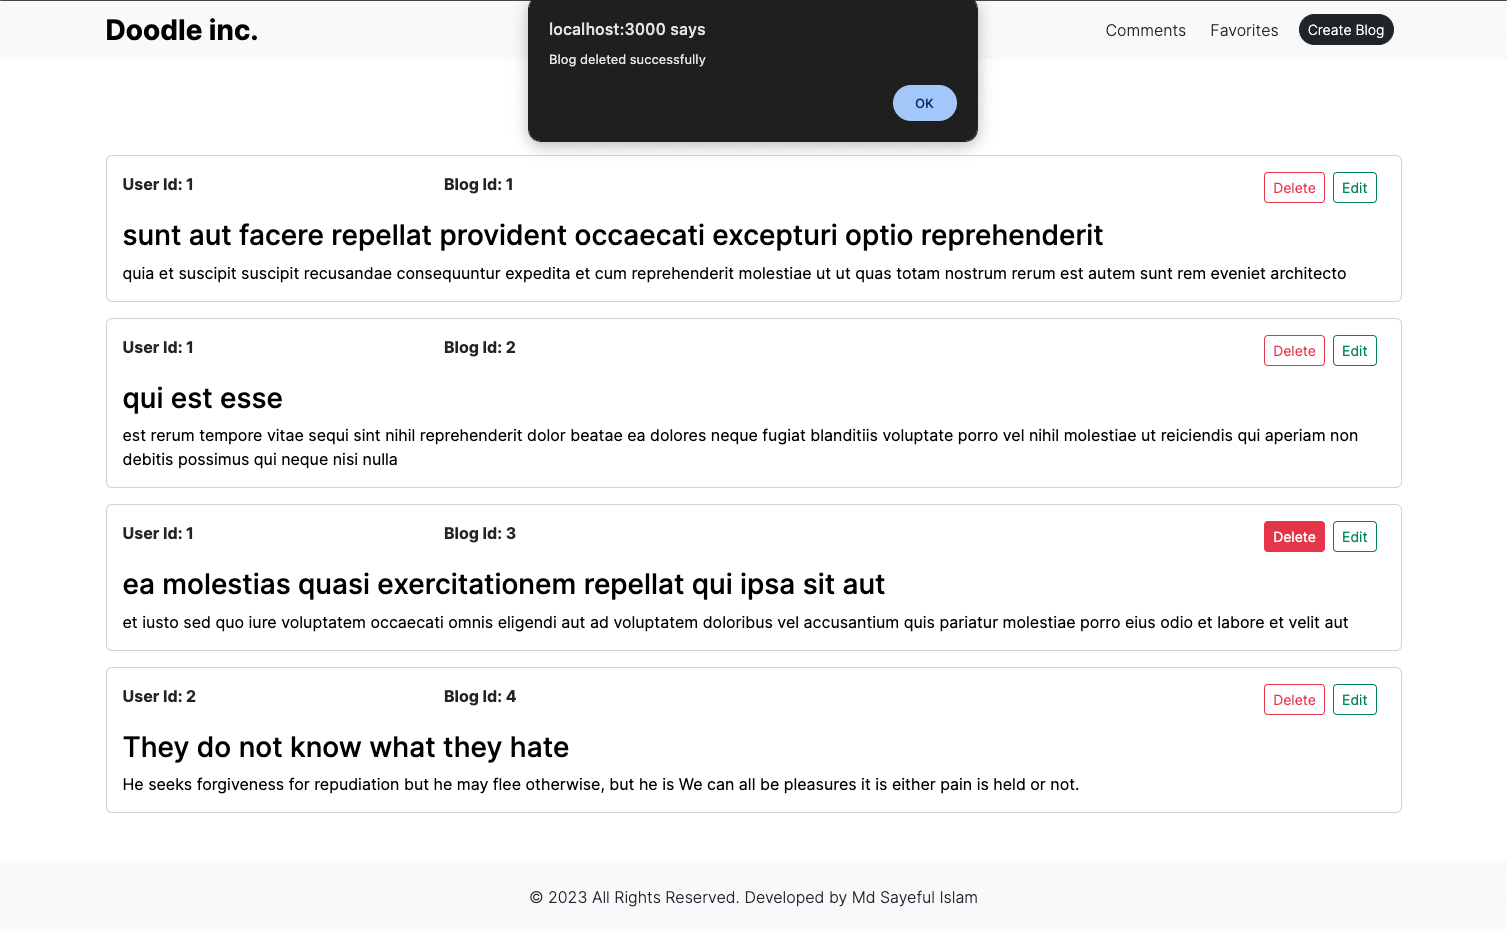 Doodle inc.
localhost:3000 says
Blog deleted successfully
OK
Comments Favorites Create Blog
User Id: 1 Blog Id: 1 Delete Edit
sunt aut facere repellat provident occaecati excepturi optio reprehenderit
quia et suscipit suscipit recusandae consequuntur expedita et cum reprehenderit molestiae ut ut quas totam nostrum rerum est autem sunt rem eveniet architecto
User Id: 1 Blog Id: 2 Delete Edit
qui est esse
est rerum tempore vitae sequi sint nihil reprehenderit dolor beatae ea dolores neque fugiat blanditiis voluptate porro vel nihil molestiae ut reiciendis qui aperiam non
debitis possimus qui neque nisi nulla
User Id: 1 Blog Id: 3 Delete Edit
ea molestias quasi exercitationem repellat qui ipsa sit aut
et iusto sed quo iure voluptatem occaecati omnis eligendi aut ad voluptatem doloribus vel accusantium quis pariatur molestiae porro eius odio et labore et velit aut
User Id: 2 Blog Id: 4 Delete Edit
They do not know what they hate
He seeks forgiveness for repudiation but he may flee otherwise, but he is We can all be pleasures it is either pain is held or not.
© 2023 All Rights Reserved. Developed by Md Sayeful Islam